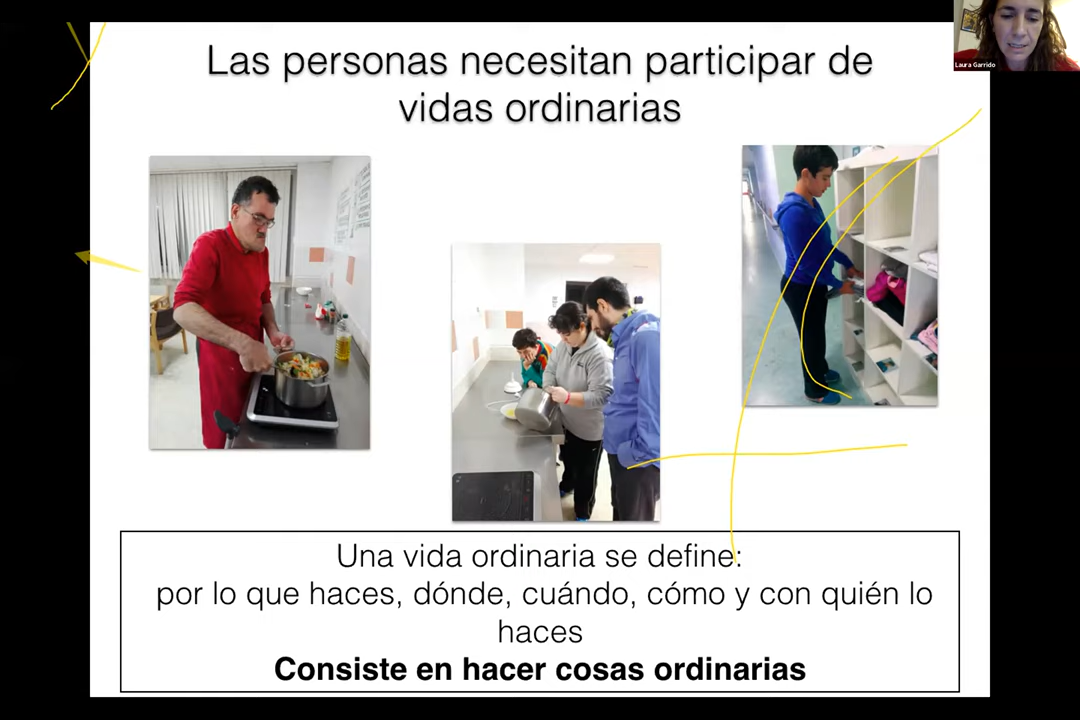 Las personas necesitan participar de
vidas ordinarias
Laura Garrido
Una vida ordinaria se define:
por lo que haces, dónde, cuándo, cómo y con quién lo
haces
Consiste en hacer cosas ordinarias